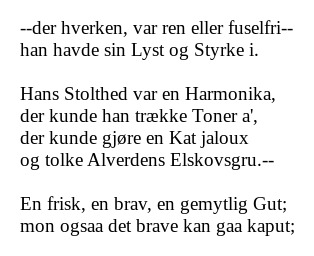 --der hverken, var ren eller fuselfri--
han havde sin Lyst og Styrke i.

Hans Stolthed var en Harmonika,
der kunde han trække Toner a',
der kunde gjøre en Kat jaloux
og tolke Alverdens Elskovsgru.--

En frisk, en brav, en gemytlig Gut;
mon ogsaa det brave kan gaa kaput;